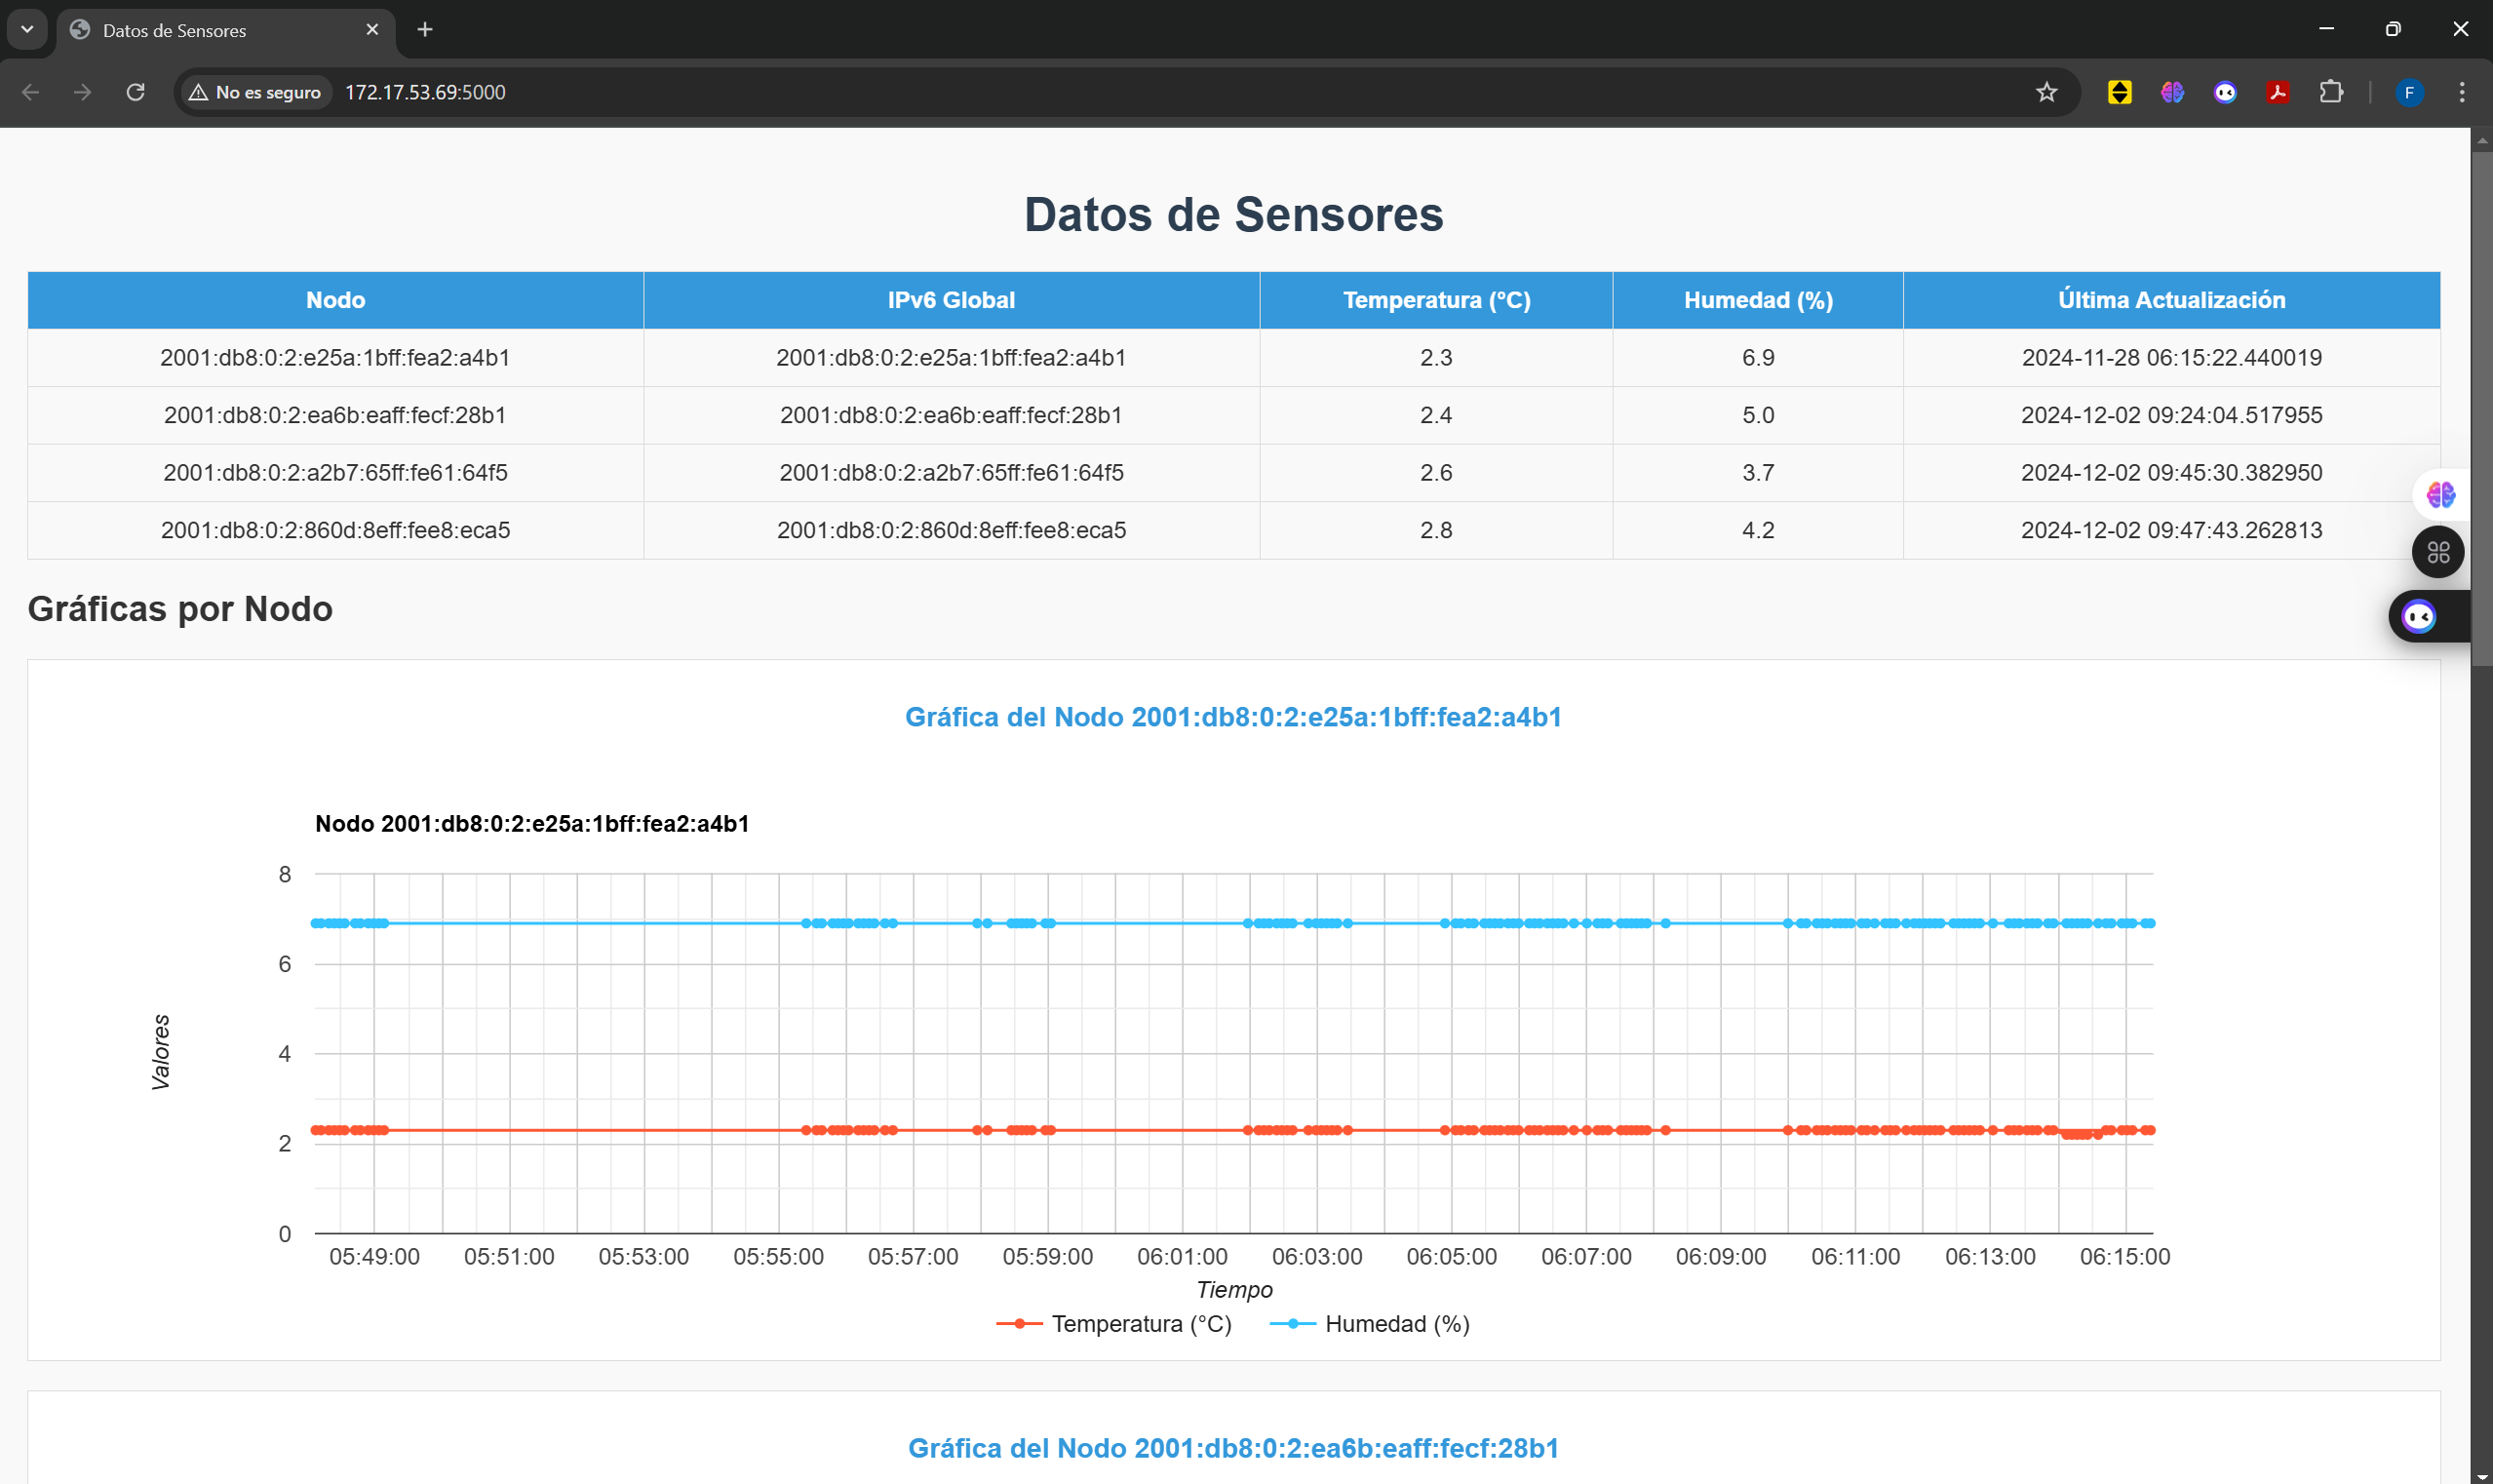 Datos de Sensores
No es seguro 172.17.53.69:5000 F
Datos de Sensores
Nodo IPv6 Global Temperatura (°C) Humedad (%) Última Actualización
2001:db8:0:2:e25a:1bff:fea2:a4b1 2001:db8:0:2:e25a:1bff:fea2:a4b1 2.3 6.9 2024-11-28 06:15:22.440019
2001:db8:0:2:ea6b:eaff:fecf:28b1 2001:db8:0:2:ea6b:eaff:fecf:28b1 2.4 5.0 2024-12-02 09:24:04.517955
2001:db8:0:2:a2b7:65ff:fe61:64f5 2001:db8:0:2:a2b7:65ff:fe61:64f5 2.6 3.7 2024-12-02 09:45:30.382950
2001:db8:0:2:860d:8eff:fee8:eca5 2001:db8:0:2:860d:8eff:fee8:eca5 2.8 4.2 2024-12-02 09:47:43.262813
Gráficas por Nodo
Gráfica del Nodo 2001:db8:0:2:e25a:1bff:fea2:a4b1
Nodo 2001:db8:0:2:e25a:1bff:fea2:a4b1
8
6
Valores
4
2
0
05:49:00 05:51:00 05:53:00 05:55:00 05:57:00 05:59:00 06:01:00 06:03:00 06:05:00 06:07:00 06:09:00 06:11:00 06:13:00 06:15:00
Tiempo
Temperatura (°C) Humedad (%)
Gráfica del Nodo 2001:db8:0:2:ea6b:eaff:fecf:28b1